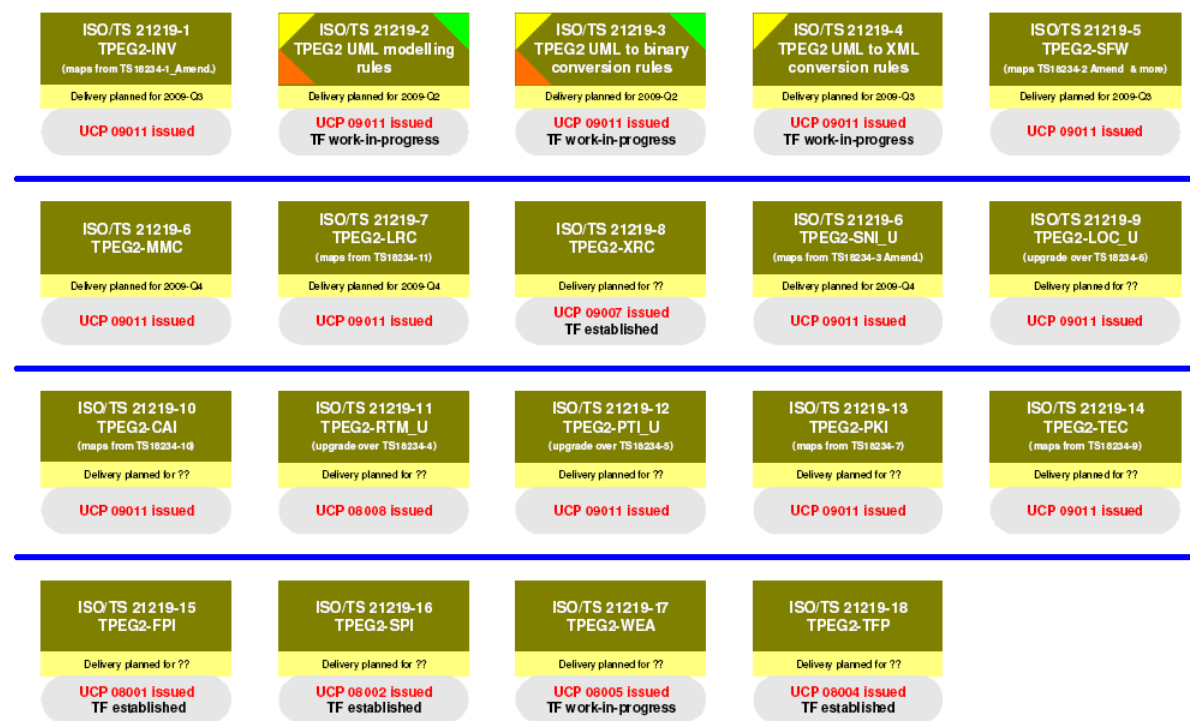 ISO/TS 21219-1
TPEG2-INV
(maps from TS18234-1_Amend.)
Delivery planned for 2009-Q3
UCP 09011 issued
ISO/TS 21219-2
TPEG2 UML modelling
rules
Delivery planned for 2009-Q2
UCP 09011 issued
TF work-in-progress
ISO/TS 21219-3
TPEG2 UML to binary
conversion rules
Delivery planned for 2009-Q2
UCP 09011 issued
TF work-in-progress
ISO/TS 21219-4
TPEG2 UML to XML
conversion rules
Delivery planned for 2009-Q3
UCP 09011 issued
TF work-in-progress
ISO/TS 21219-5
TPEG2-SFW
(maps TS18234-2 Amend & more)
Delivery planned for 2009-Q3
UCP 09011 issued
ISO/TS 21219-6
TPEG2-MMC
Delivery planned for 2009-Q4
UCP 09011 issued
ISO/TS 21219-7
TPEG2-LRC
(maps from TS18234-11)
Delivery planned for 2009-Q4
UCP 09011 issued
ISO/TS 21219-8
TPEG2-XRC
Delivery planned for ??
UCP 09007 issued
TF established
ISO/TS 21219-6
TPEG2-SNI_U
(maps from TS18234-3 Amend.)
Delivery planned for 2009-Q4
UCP 09011 issued
ISO/TS 21219-9
TPEG2-LOC_U
(upgrade over TS18234-6)
Delivery planned for ??
UCP 09011 issued
ISO/TS 21219-10
TPEG2-CAI
(maps from TS18234-10)
Delivery planned for ??
UCP 09011 issued
ISO/TS 21219-11
TPEG2-RTM_U
(upgrade over TS18234-4)
Delivery planned for ??
UCP 08008 issued
ISO/TS 21219-12
TPEG2-PTI_U
(upgrade over TS18234-5)
Delivery planned for ??
UCP 09011 issued
ISO/TS 21219-13
TPEG2-PKI
(maps from TS18234-7)
Delivery planned for ??
UCP 09011 issued
ISO/TS 21219-14
TPEG2-TEC
(maps from TS18234-9)
Delivery planned for ??
UCP 09011 issued
ISO/TS 21219-15
TPEG2-FPI
Delivery planned for ??
UCP 08001 issued
TF established
ISO/TS 21219-16
TPEG2-SPI
Delivery planned for ??
UCP 08002 issued
TF established
ISO/TS 21219-17
TPEG2-WEA
Delivery planned for ??
UCP 08005 issued
TF work-in-progress
ISO/TS 21219-18
TPEG2-TFP
Delivery planned for ??
UCP 08004 issued
TF established